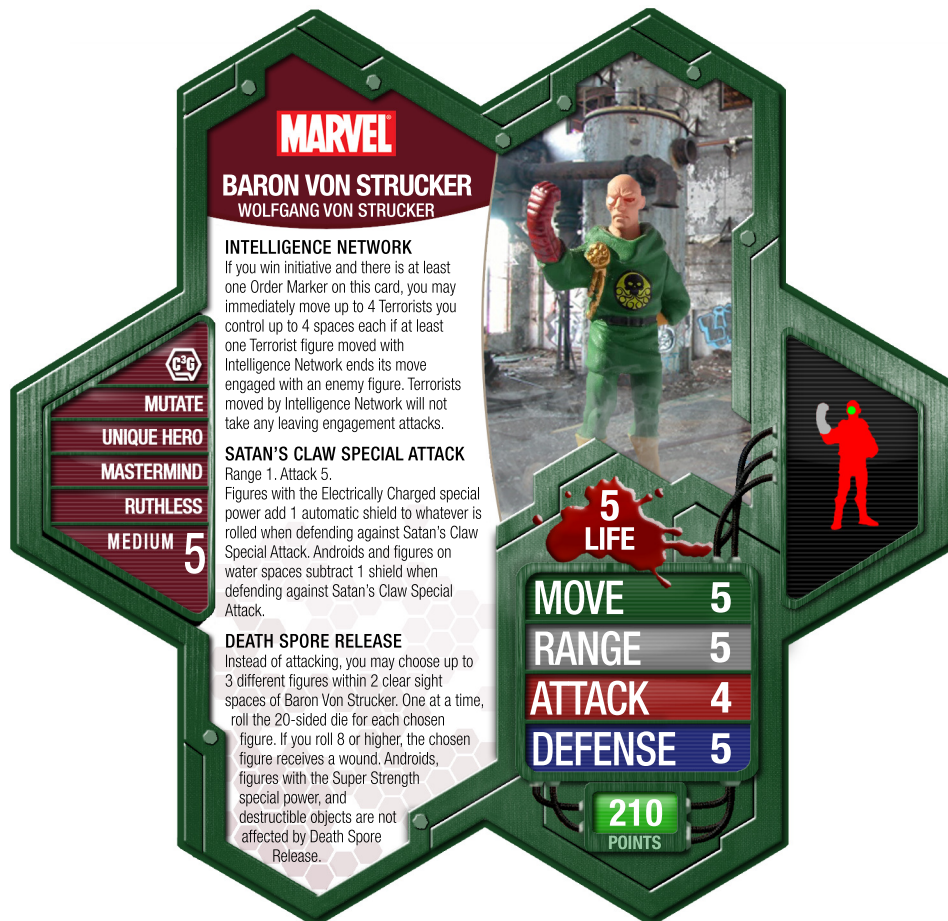 MARVEL
BARON VON STRUCKER
WOLFGANG VON STRUCKER
INTELLIGENCE NETWORK
If you win initiative and there is at least
one Order Marker on this card, you may
immediately move up to 4 Terrorists you
control up to 4 spaces each if at least
one Terrorist figure moved with
Intelligence Network ends its move
engaged with an enemy figure. Terrorists
moved by Intelligence Network will not
take any leaving engagement attacks.
SATAN'S CLAW SPECIAL ATTACK
Range 1. Attack 5.
Figures with the Electrically Charged special
power add 1 automatic shield to whatever is
rolled when defending against Satan's Claw
Special Attack. Androids and figures on
water spaces subtract 1 shield when
defending against Satan's Claw Special
Attack.
DEATH SPORE RELEASE
Instead of attacking, you may choose up to
3 different figures within 2 clear sight
spaces of Baron Von Strucker. One at a time,
roll the 20-sided die for each chosen
figure. If you roll 8 or higher, the chosen
figure receives a wound. Androids,
figures with the Super Strength
special power, and
destructible objects are not
affected by Death Spore
Release.
C3G
MUTATE
UNIQUE HERO
MASTERMIND
RUTHLESS
MEDIUM 5
5
LIFE
MOVE 5
RANGE 5
ATTACK 4
DEFENSE 5
210
POINTS